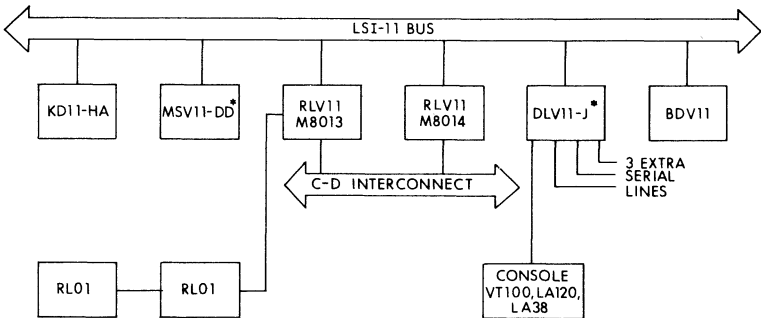 LSI-11 BUS
KD11-HA
MSV11-DD*
RLV11
M8013
RLV11
M8014
DLV11-J*
BDV11
3 EXTRA
SERIAL
LINES
C-D INTERCONNECT
RL01
RL01
CONSOLE
VT100, LA120,
LA38